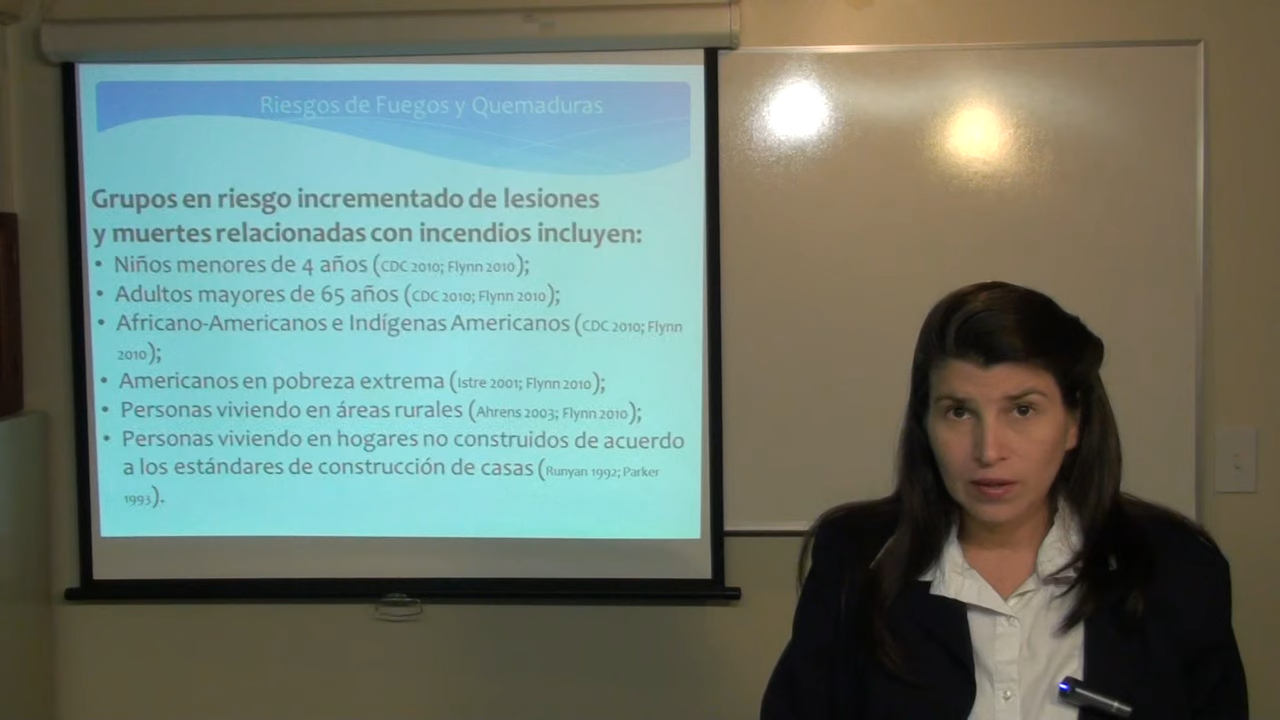 Riesgos de Fuegos y Quemaduras
Grupos en riesgo incrementado de lesiones
y muertes relacionadas con incendios incluyen:
• Niños menores de 4 años (CDC 2010; Flynn 2010);
• Adultos mayores de 65 años (CDC 2010; Flynn 2010);
• Africano-Americanos e Indígenas Americanos (CDC 2010; Flynn
2010);
• Americanos en pobreza extrema (Istre 2001; Flynn 2010);
• Personas viviendo en áreas rurales (Ahrens 2003; Flynn 2010);
• Personas viviendo en hogares no construidos de acuerdo
a los estándares de construcción de casas (Runyan 1992; Parker
1993).